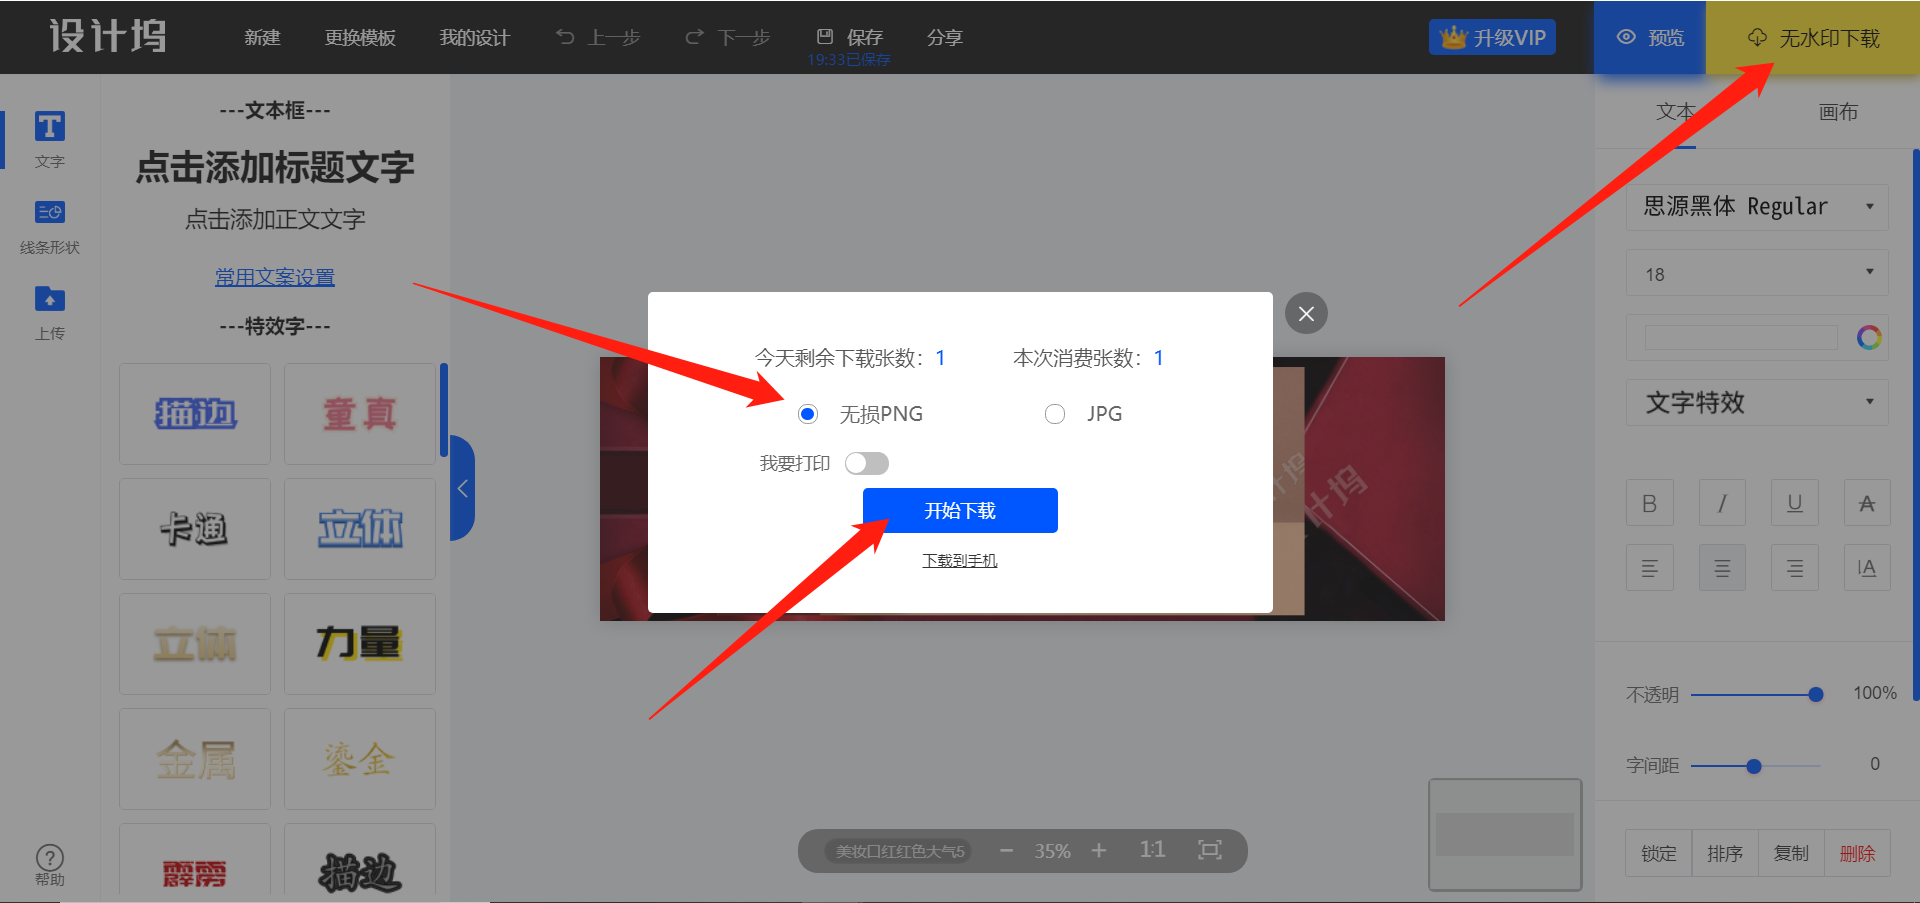 设计坞
新建 更换模板 我的设计 上一步 下一步 保存 分享
19:33已保存
升级VIP
预览
无水印下载
文字
线条形状
上传
帮助
---文本框---
点击添加标题文字
点击添加正文文字
常用文案设置
---特效字---
描边 童真
卡通 立体
立体 力量
金属 鎏金
霹雳 描边
今天剩余下载张数：1 本次消费张数：1
无损PNG JPG
我要打印
开始下载
下载到手机
计坞
计坞
美妆口红红色大气5 − 35% + 1:1
文本 画布
思源黑体 Regular
18
文字特效
B I U A
A
不透明 100%
字间距 0
锁定 排序 复制 删除